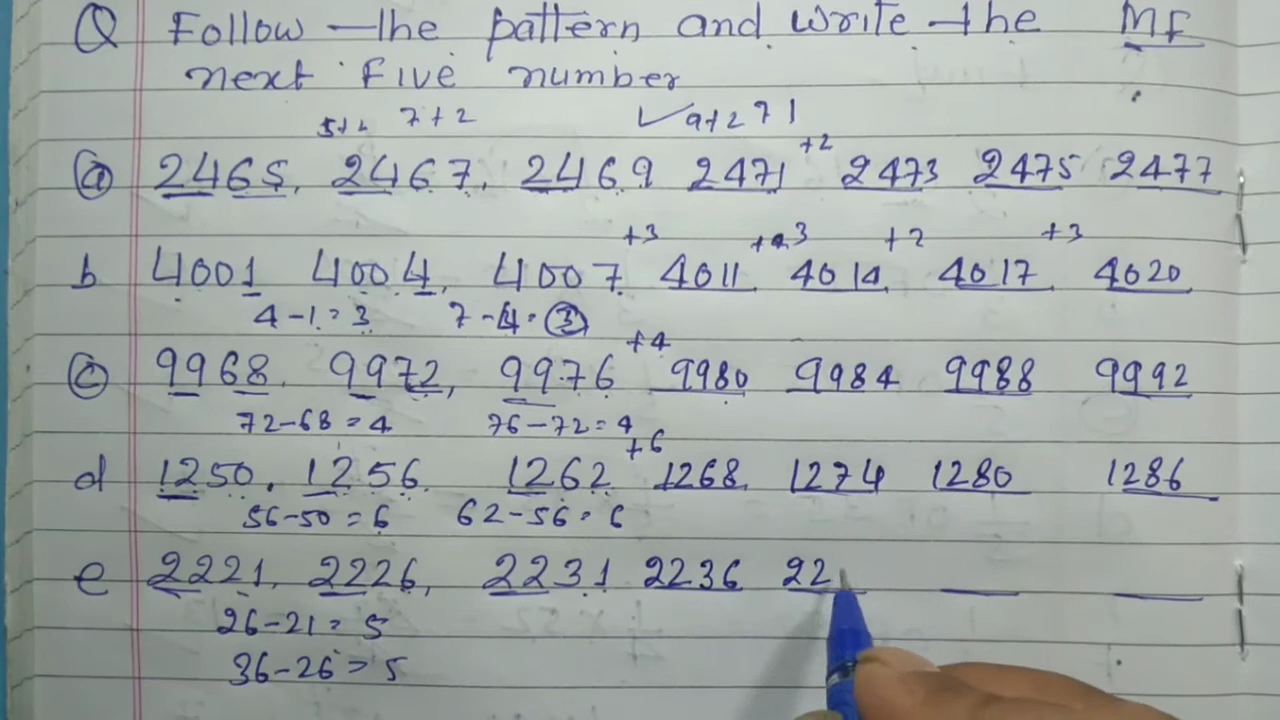 Q Follow the pattern and write the MF
next Five number
5+2 7+2 9+2 = 11
+2
ⓐ 2465, 2467, 2469 2471 2473 2475 2477
+3 +3 +2 +3
b 4001 4004, 4007 4011 4014 4017 4020
4-1=3 7-4=3
+4
ⓒ 9968, 9972, 9976 9980 9984 9988 9992
72-68=4 76-72=4
+6
d 1250, 1256 1262 1268 1274 1280 1286
56-50=6 62-56=6
e 2221, 2226, 2231 2236 22
26-21=5
36-26=5